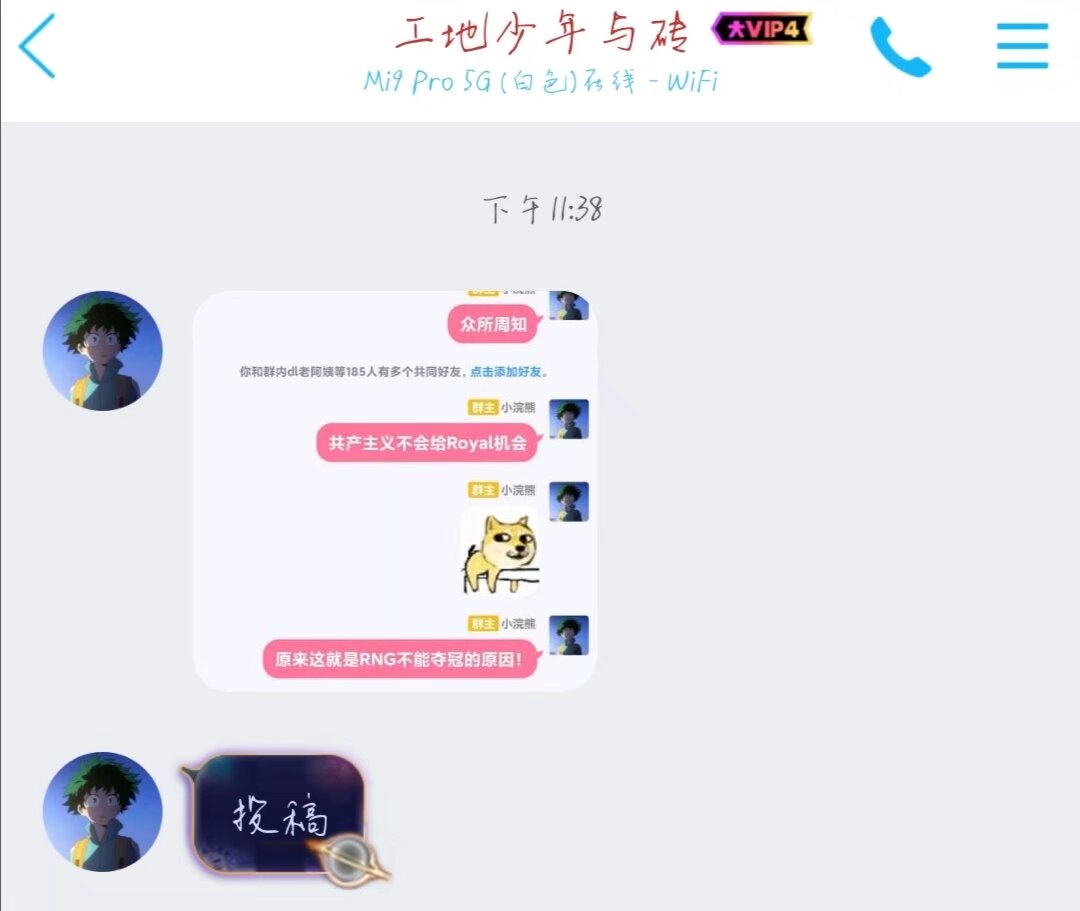 工地少年与砖 大VIP4
Mi9 Pro 5G(白色)在线 - WiFi
下午11:38
众所周知
你和群内dl老阿姨等185人有多个共同好友，点击添加好友。
群主 小浣熊
共产主义不会给Royal机会
群主 小浣熊
群主 小浣熊
原来这就是RNG不能夺冠的原因！
投稿